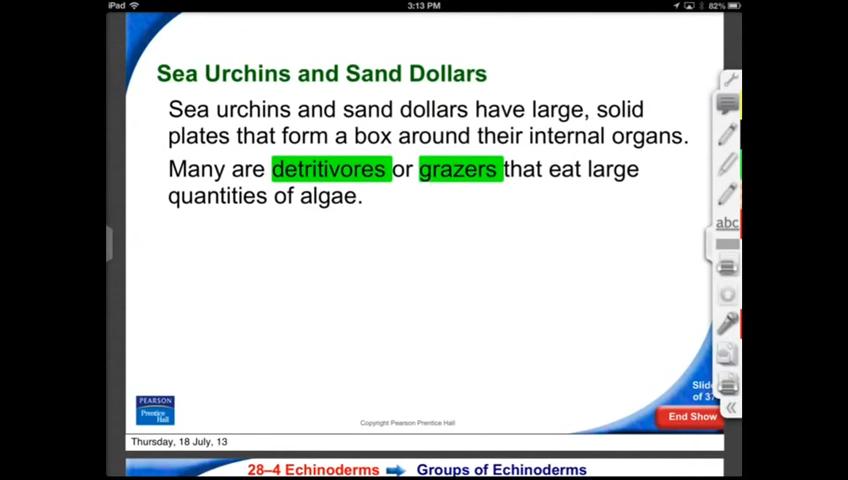 iPad
3:13 PM
82%
Sea Urchins and Sand Dollars
Sea urchins and sand dollars have large, solid
plates that form a box around their internal organs.
Many are detritivores or grazers that eat large
quantities of algae.
abc
PEARSON
Prentice
Hall
Copyright Pearson Prentice Hall
Slide
of 37
End Show
Thursday, 18 July, 13
28–4 Echinoderms Groups of Echinoderms